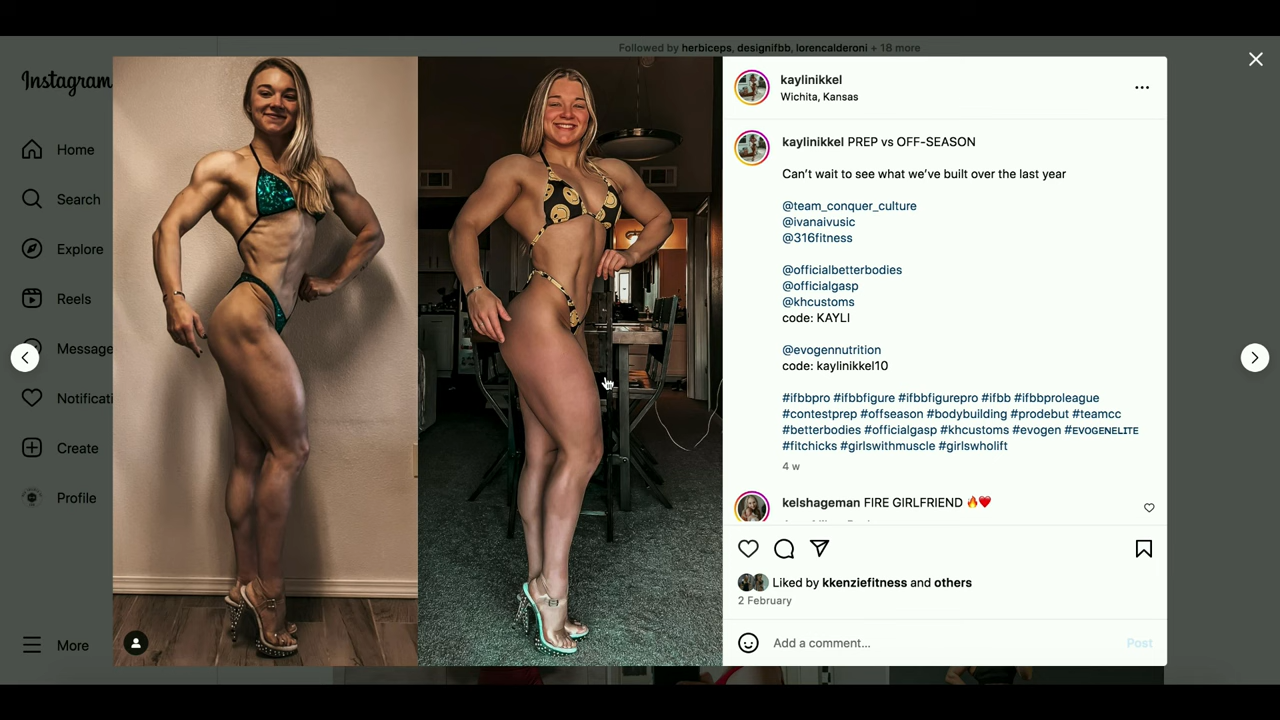 Followed by herbiceps, designifbb, lorencalderoni + 18 more
Instagram
Home
Search
Explore
Reels
Message
Notificati
Create
Profile
More
kaylinikkel
Wichita, Kansas
kaylinikkel PREP vs OFF-SEASON
Can't wait to see what we've built over the last year
@team_conquer_culture
@ivanaivusic
@316fitness
@officialbetterbodies
@officialgasp
@khcustoms
code: KAYLI
@evogennutrition
code: kaylinikkel10
#ifbbpro #ifbbfigure #ifbbfigurepro #ifbb #ifbbproleague
#contestprep #offseason #bodybuilding #prodebut #teamcc
#betterbodies #officialgasp #khcustoms #evogen #ᴇᴠᴏɢᴇɴᴇʟɪᴛᴇ
#fitchicks #girlswithmuscle #girlswholift
4 w
kelshageman FIRE GIRLFRIEND 🔥❤️
Liked by kkenziefitness and others
2 February
Add a comment...
Post